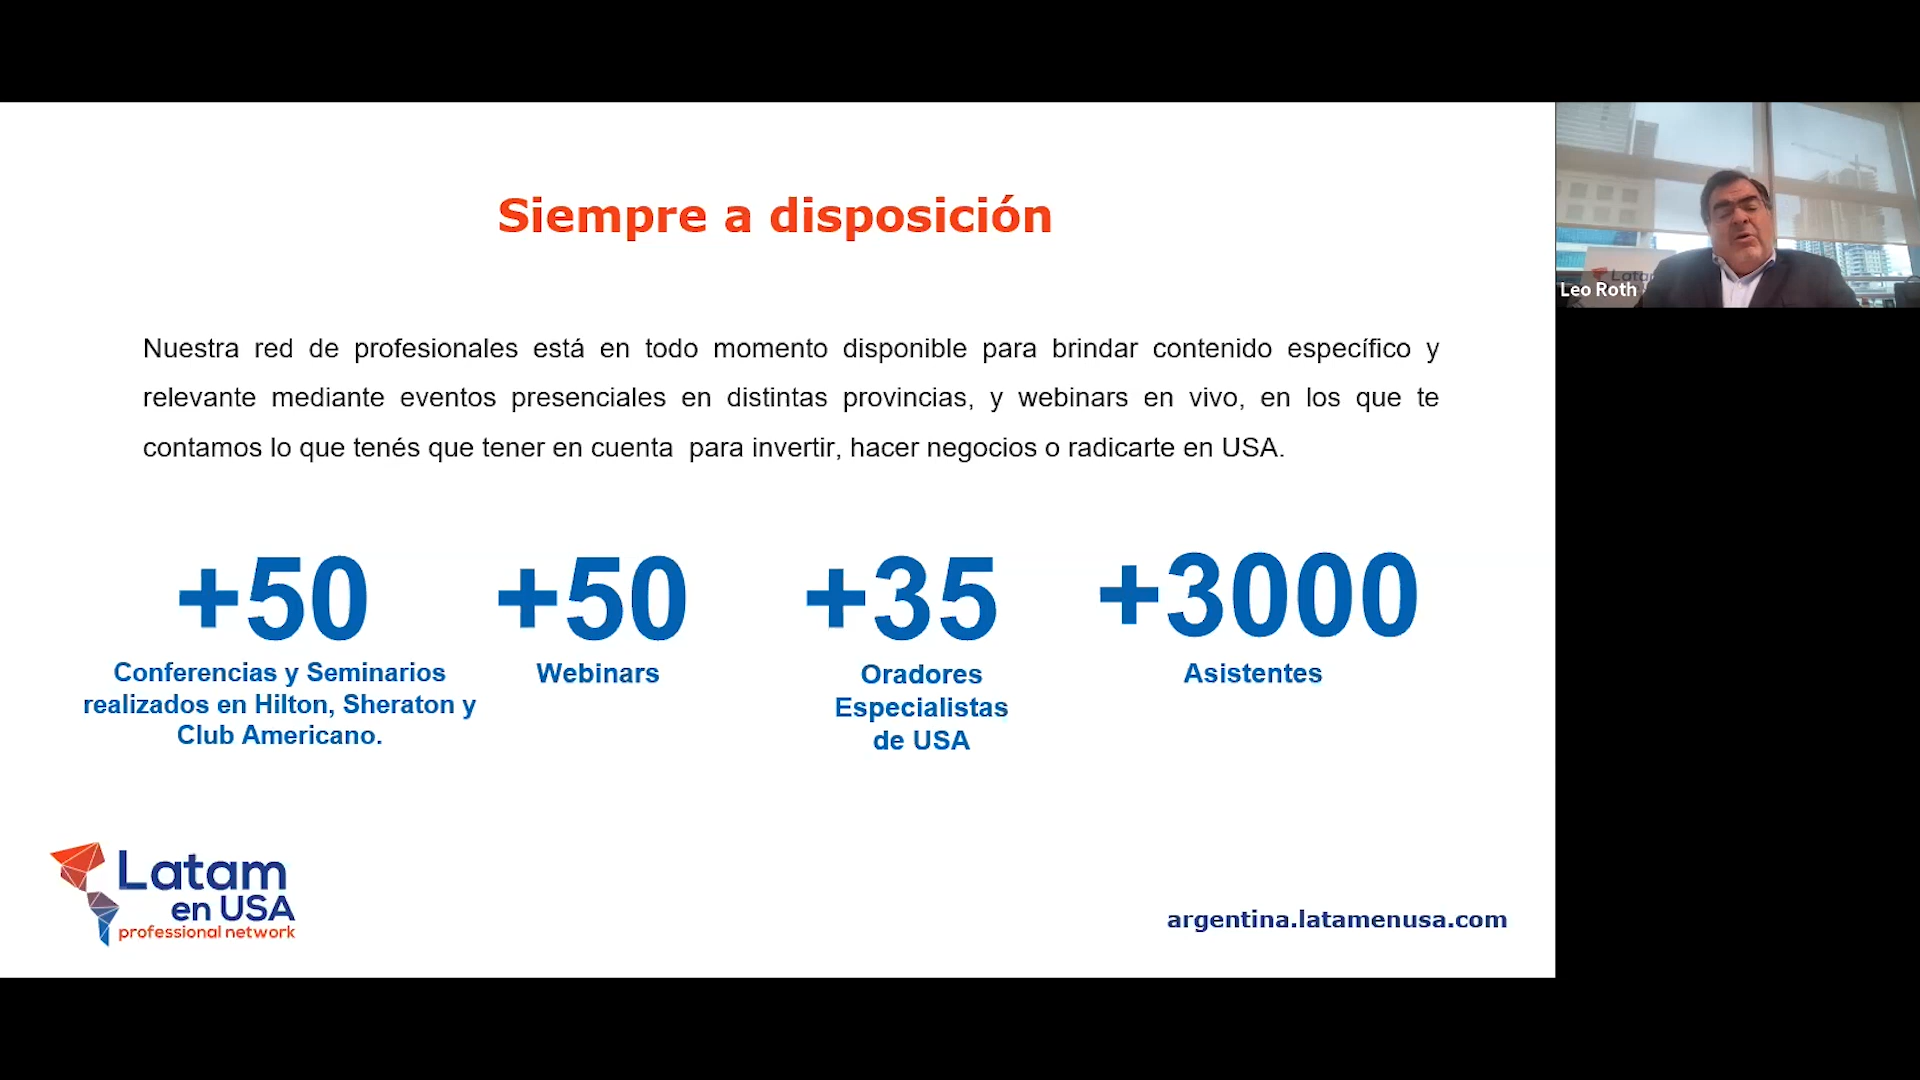 Siempre a disposición
Nuestra red de profesionales está en todo momento disponible para brindar contenido específico y
relevante mediante eventos presenciales en distintas provincias, y webinars en vivo, en los que te
contamos lo que tenés que tener en cuenta  para invertir, hacer negocios o radicarte en USA.
+50
Conferencias y Seminarios
realizados en Hilton, Sheraton y
Club Americano.
+50
Webinars
+35
Oradores
Especialistas
de USA
+3000
Asistentes
Latam
en USA
professional network
argentina.latamenusa.com
Leo Roth